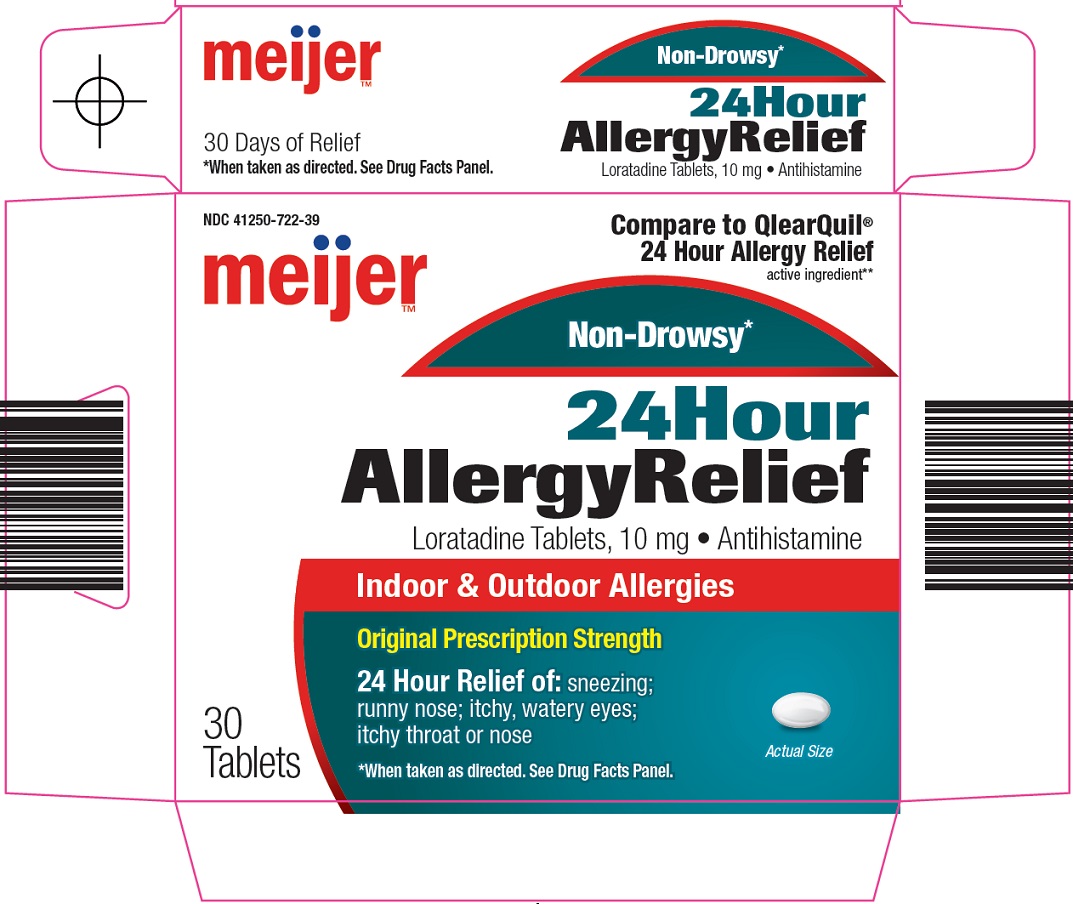 meijer™
30 Days of Relief
*When taken as directed. See Drug Facts Panel.
Non-Drowsy*
24Hour
AllergyRelief
Loratadine Tablets, 10 mg • Antihistamine
NDC 41250-722-39
meijer™
Compare to QlearQuil®
24 Hour Allergy Relief
active ingredient**
Non-Drowsy*
24Hour
AllergyRelief
Loratadine Tablets, 10 mg • Antihistamine
Indoor & Outdoor Allergies
Original Prescription Strength
24 Hour Relief of: sneezing;
runny nose; itchy, watery eyes;
itchy throat or nose
*When taken as directed. See Drug Facts Panel.
30
Tablets
Actual Size